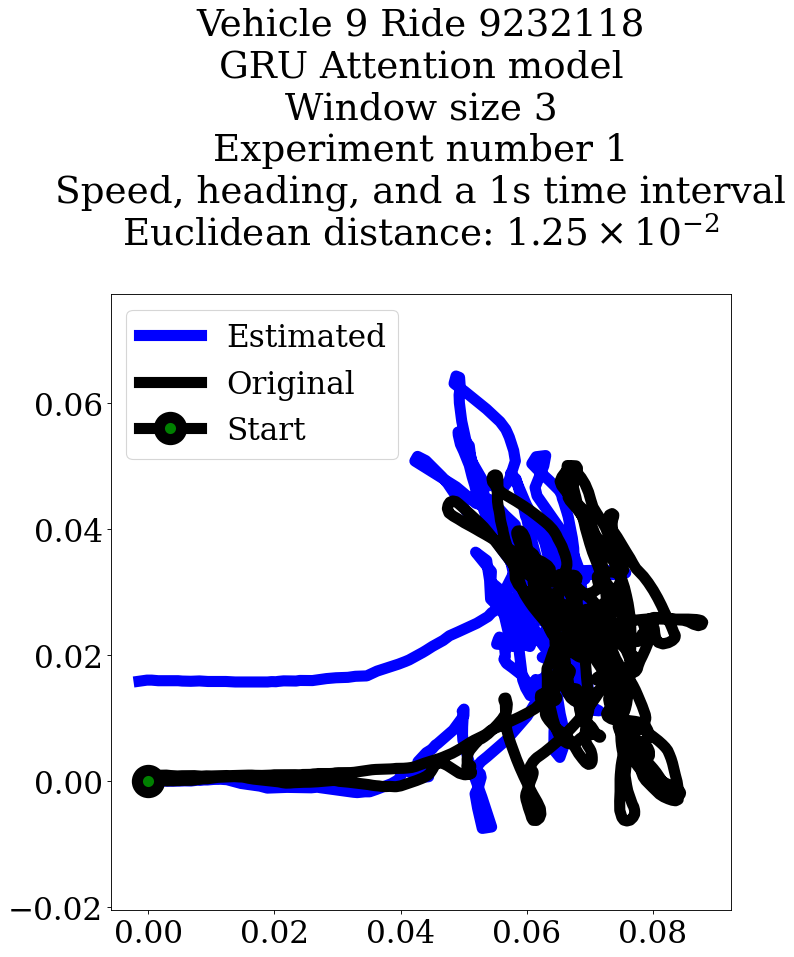 Vehicle 9 Ride 9232118
GRU Attention model
Window size 3
Experiment number 1
Speed, heading, and a 1s time interval
Euclidean distance: 1.25 × 10⁻²
Estimated
Original
Start
0.06
0.04
0.02
0.00
−0.02
0.00 0.02 0.04 0.06 0.08